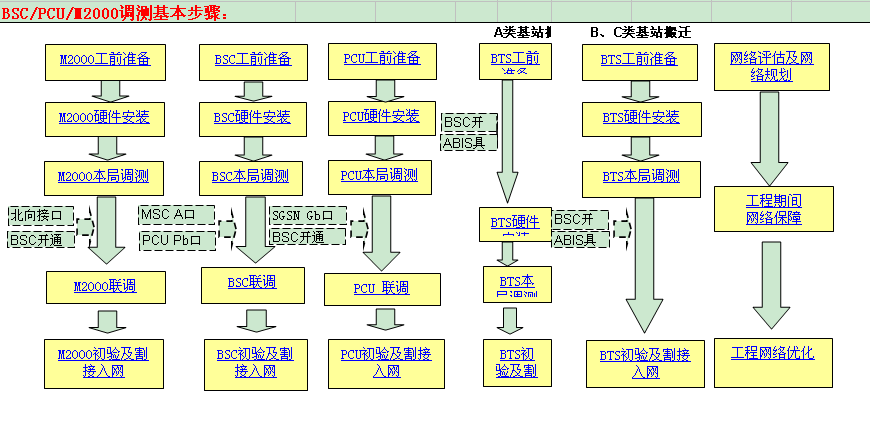 BSC/PCU/M2000调测基本步骤:
A类基站
B、C类基站搬迁
M2000工前准备
BSC工前准备
PCU工前准备
BTS工前
准备
BTS工前准备
网络评估及网
络规划
M2000硬件安装
BSC硬件安装
PCU硬件安装
BSC开
ABIS具
BTS硬件安装
M2000本局调测
BSC本局调测
PCU本局调测
BTS本局调测
工程期间
网络保障
北向接口
BSC开通
MSC A口
PCU Pb口
SGSN Gb口
BSC开通
BTS硬件
安装
BSC开
ABIS具
M2000联调
BSC联调
PCU 联调
BTS本
局调测
M2000初验及割
接入网
BSC初验及割
接入网
PCU初验及割接
入网
BTS初
验及割
BTS初验及割接
入网
工程网络优化